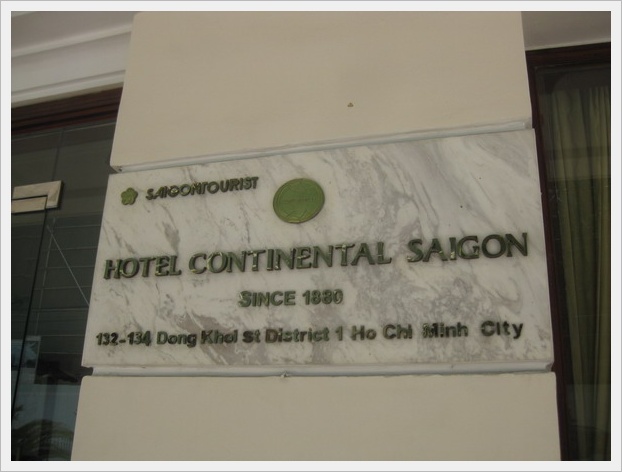 SAIGONTOURIST
HOTEL CONTINENTAL SAIGON
SINCE 1880
132-134 Dong Khoi St District 1 Ho Chi Minh City